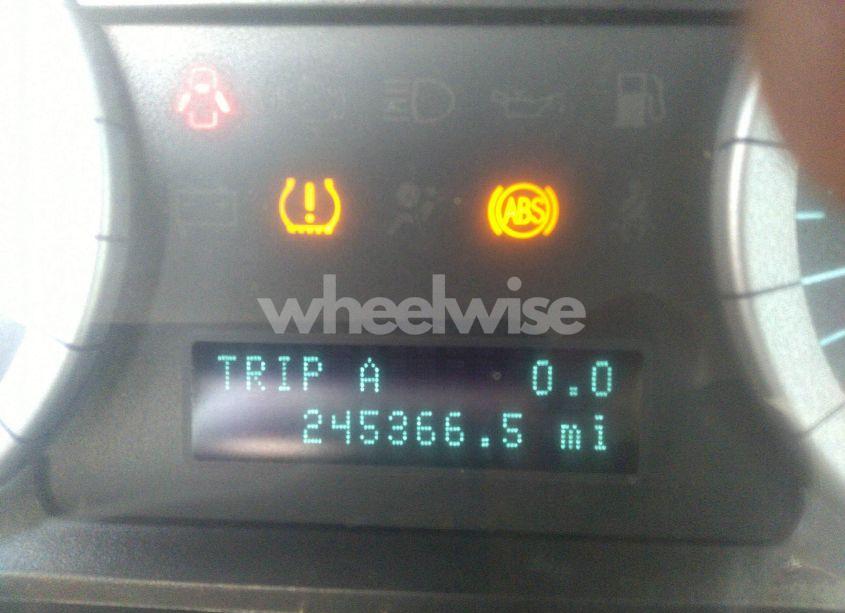 ABS
wheelwise
TRIP A 0.0
245366.5 mi